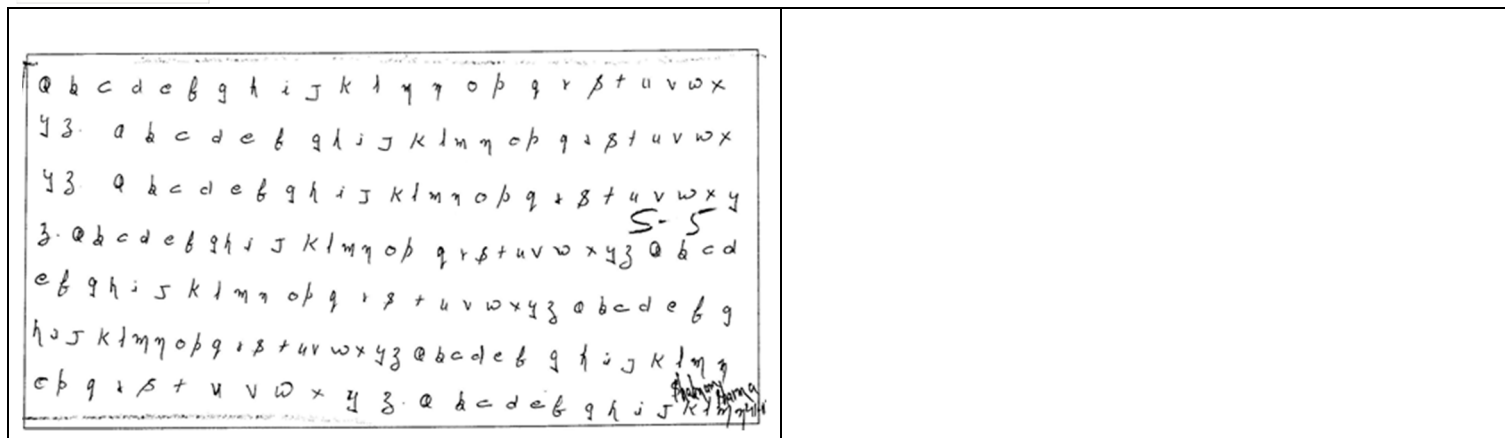 a b c d e f g h i J k l m n o p q r s t u v w x
y z. a b c d e f g h i J k l m n o p q r s t u v w x
y z. a b c d e f g h i J k l m n o p q r s t u v w x y
S- 5
z. a b c d e f g h i J k l m n o p q r s t u v w x y z a b c d
e f g h i J k l m n o p q r s t u v w x y z a b c d e f g
h i J k l m n o p q r s t u v w x y z a b c d e f g h i J k l m n
o p q r s t u v w x y z. a b c d e f g h i J k l m n